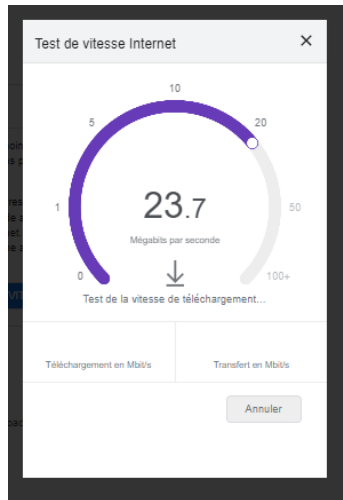 Test de vitesse Internet
10
5
20
1
23.7
50
Mégabits par seconde
0
100+
Test de la vitesse de téléchargement...
Téléchargement en Mbit/s
Transfert en Mbit/s
Annuler